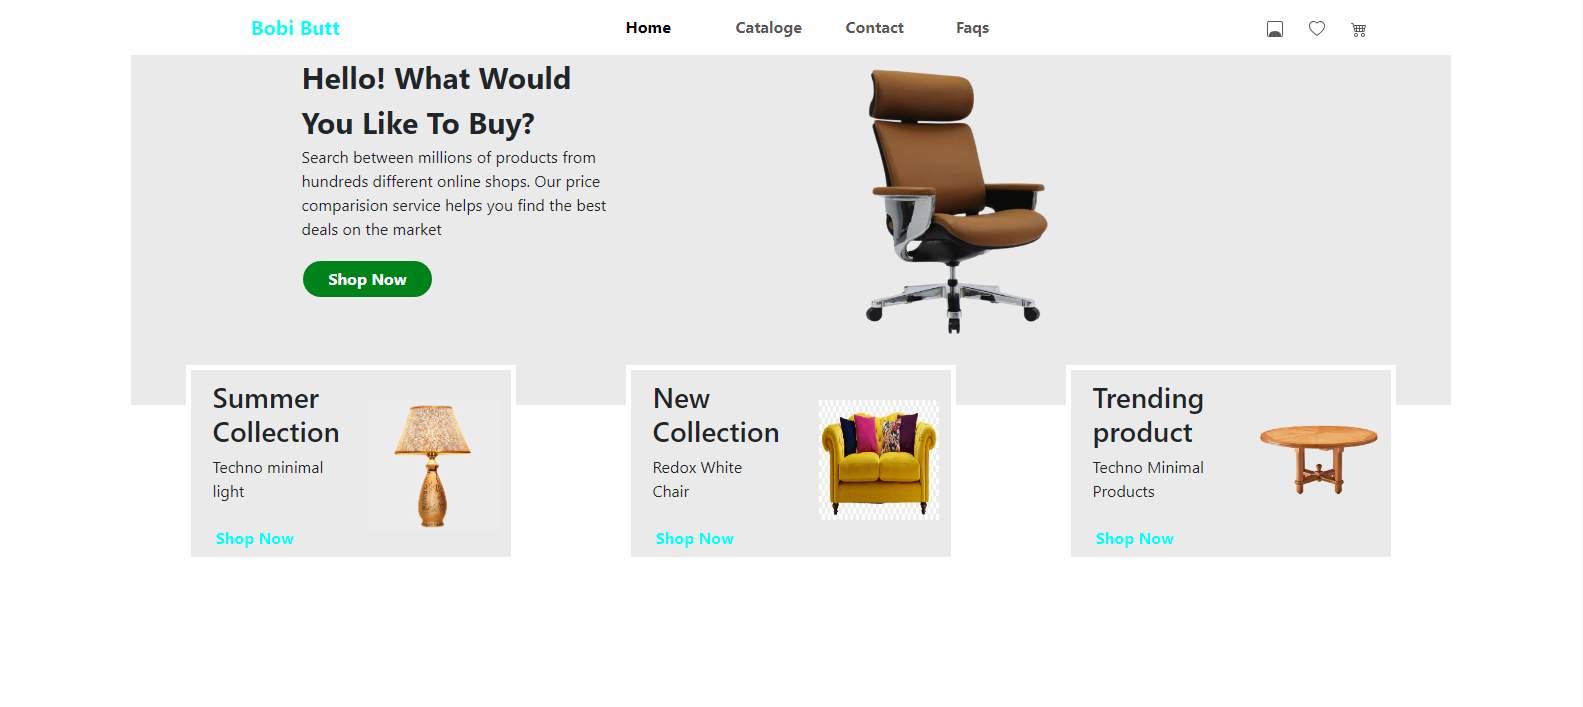 Bobi Butt
Home Cataloge Contact Faqs
Hello! What Would
You Like To Buy?
Search between millions of products from
hundreds different online shops. Our price
comparision service helps you find the best
deals on the market
Shop Now
Summer
Collection
Techno minimal
light
Shop Now
New
Collection
Redox White
Chair
Shop Now
Trending
product
Techno Minimal
Products
Shop Now